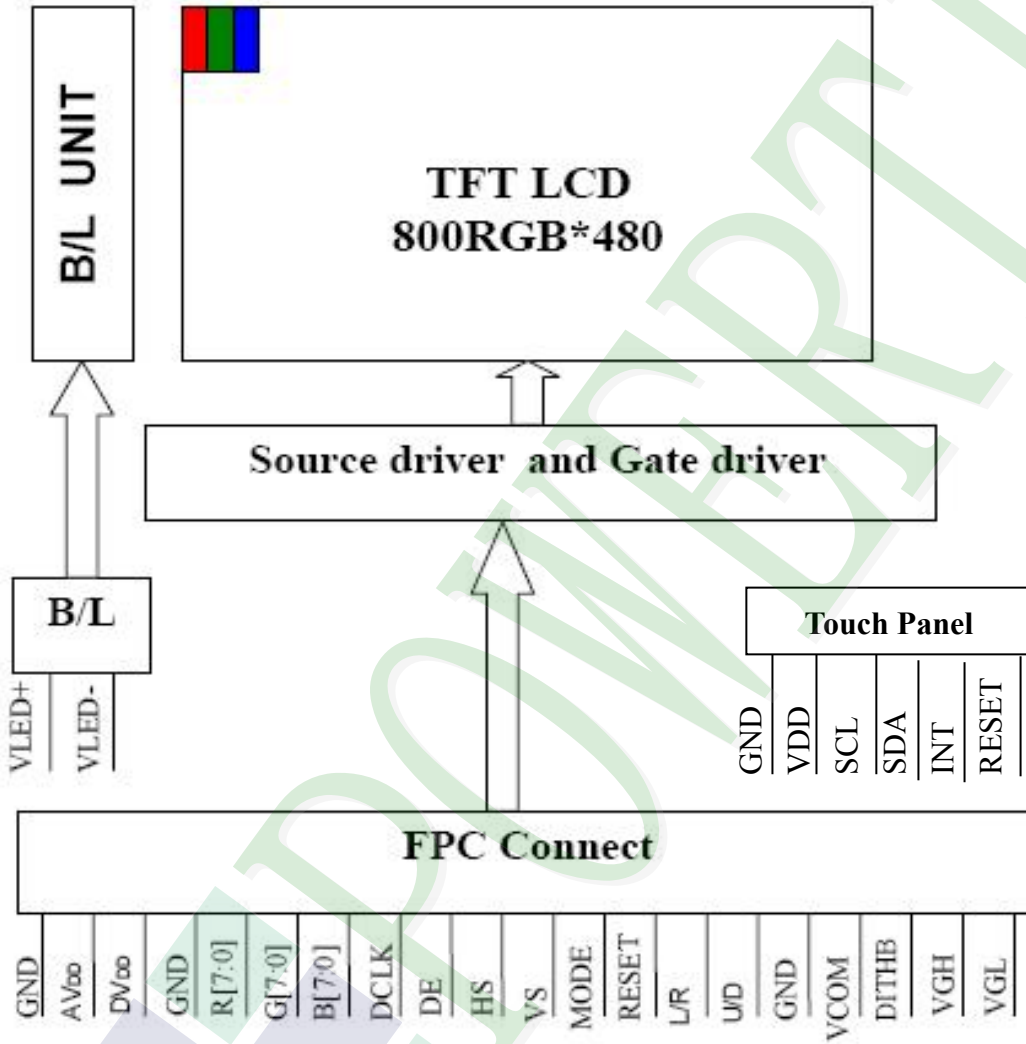 B/L UNIT
TFT LCD
800RGB*480
Source driver and Gate driver
B/L
Touch Panel
VLED+
VLED-
GND
VDD
SCL
SDA
INT
RESET
FPC Connect
GND
AVDD
DVDD
GND
R[7:0]
G[7:0]
B[7:0]
DCLK
DE
HS
VS
MODE
RESET
L/R
U/D
GND
VCOM
DITHB
VGH
VGL
POWERT